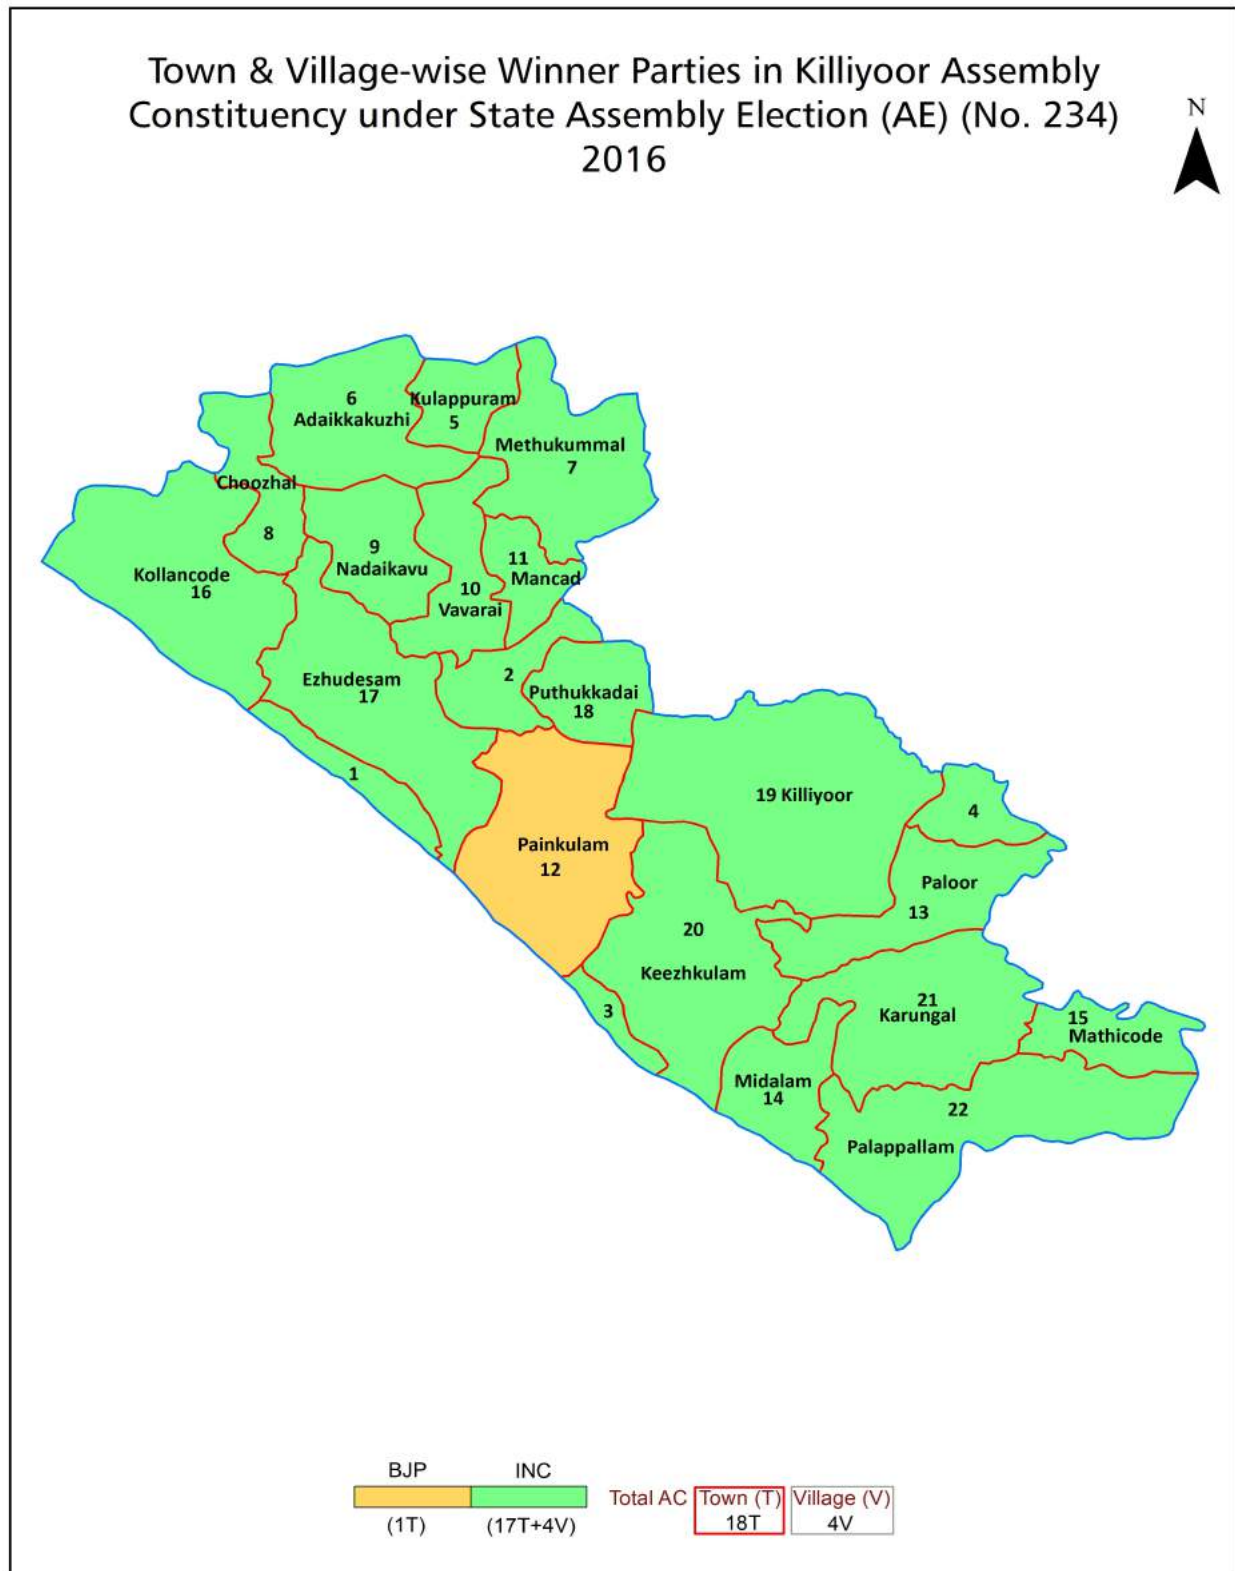 Town & Village-wise Winner Parties in Killiyoor Assembly
Constituency under State Assembly Election (AE) (No. 234)
2016
N
6
Adaikkakuzhi
Kulappuram
5
Methukummal
7
Choozhal
8
9
Nadaikavu
11
Mancad
Kollancode
16
10
Vavarai
Ezhudesam
17
2
Puthukkadai
18
1
19 Killiyoor
4
Painkulam
12
Paloor
13
20
Keezhkulam
3
21
Karungal
15
Mathicode
Midalam
14
22
Palappallam
BJP
INC
(1T)
(17T+4V)
Total AC
Town (T)
18T
Village (V)
4V